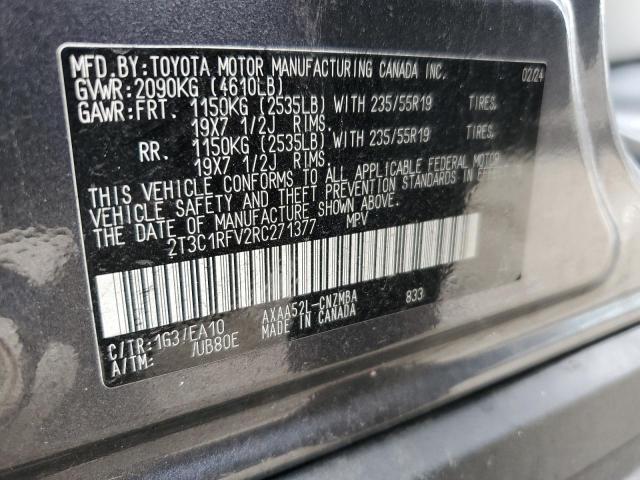 MFD.BY:TOYOTA MOTOR MANUFACTURING CANADA INC. 02/24
GVWR:2090KG (4610LB)
GAWR:FRT. 1150KG (2535LB) WITH 235/55R19 TIRES,
19X7 1/2J RIMS.
RR. 1150KG (2535LB) WITH 235/55R19 TIRES,
19X7 1/2J RIMS.
THIS VEHICLE CONFORMS TO ALL APPLICABLE FEDERAL MOTOR
VEHICLE SAFETY AND THEFT PREVENTION STANDARDS IN EFFECT ON
THE DATE OF MANUFACTURE SHOWN ABOVE.
2T3C1RFV2RC271377 MPV
AXAA52L-CNZMBA 833
C/TR:1G3/EA10 MADE IN CANADA
A/TM: /UB80E